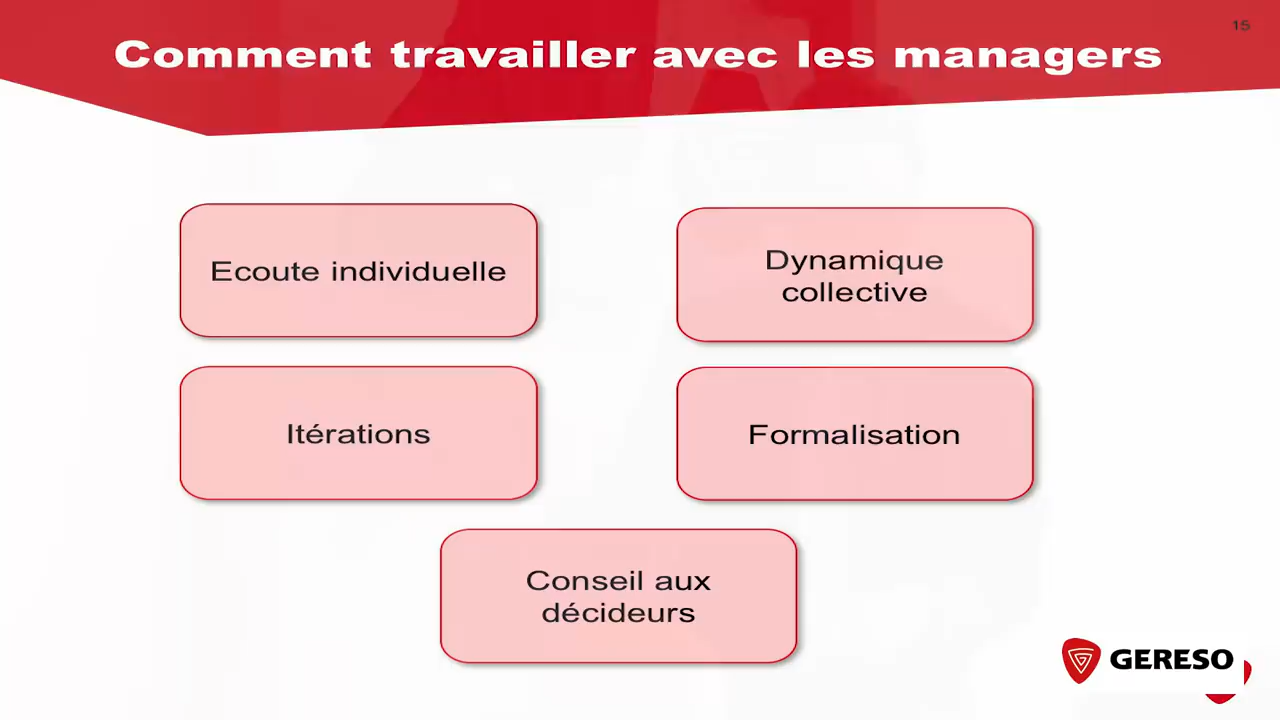 15
Comment travailler avec les managers
Ecoute individuelle
Dynamique
collective
Itérations
Formalisation
Conseil aux
décideurs
GERESO